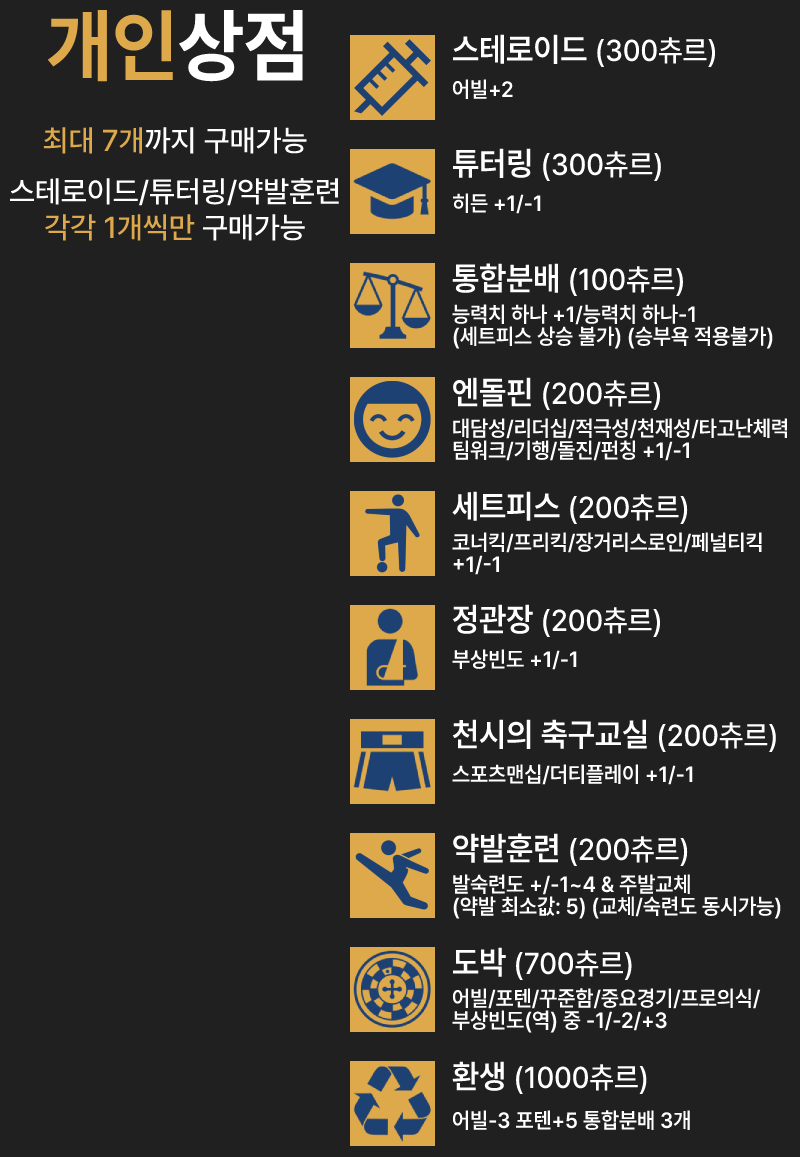 개인상점
최대 7개까지 구매가능
스테로이드/튜터링/약발훈련
각각 1개씩만 구매가능
스테로이드 (300츄르)
어빌+2
튜터링 (300츄르)
히든 +1/-1
통합분배 (100츄르)
능력치 하나 +1/능력치 하나-1
(세트피스 상승 불가) (승부욕 적용불가)
엔돌핀 (200츄르)
대담성/리더십/적극성/천재성/타고난체력
팀워크/기행/돌진/펀칭 +1/-1
세트피스 (200츄르)
코너킥/프리킥/장거리스로인/페널티킥
+1/-1
정관장 (200츄르)
부상빈도 +1/-1
천시의 축구교실 (200츄르)
스포츠맨십/더티플레이 +1/-1
약발훈련 (200츄르)
발숙련도 +/-1~4 & 주발교체
(약발 최소값: 5) (교체/숙련도 동시가능)
도박 (700츄르)
어빌/포텐/꾸준함/중요경기/프로의식/
부상빈도(역) 중 -1/-2/+3
환생 (1000츄르)
어빌-3 포텐+5 통합분배 3개